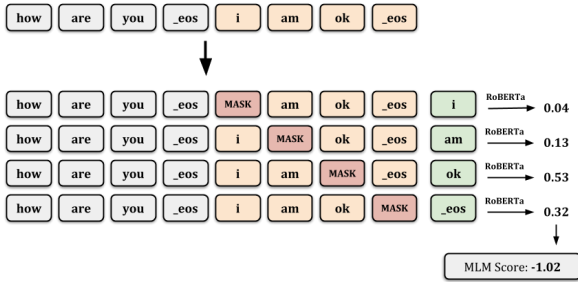 how are you _eos i am ok _eos
how are you _eos MASK am ok _eos i RoBERTa 0.04
how are you _eos i MASK ok _eos am RoBERTa 0.13
how are you _eos i am MASK _eos ok RoBERTa 0.53
how are you _eos i am ok MASK _eos RoBERTa 0.32
MLM Score: -1.02